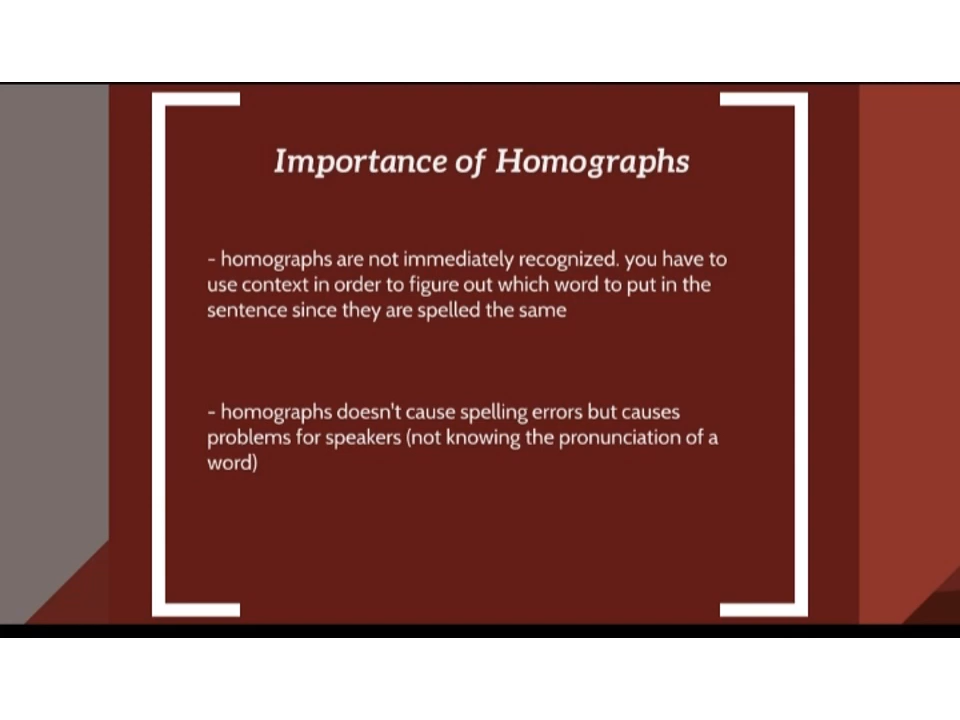 Importance of Homographs
- homographs are not immediately recognized. you have to
use context in order to figure out which word to put in the
sentence since they are spelled the same
- homographs doesn't cause spelling errors but causes
problems for speakers (not knowing the pronunciation of a
word)